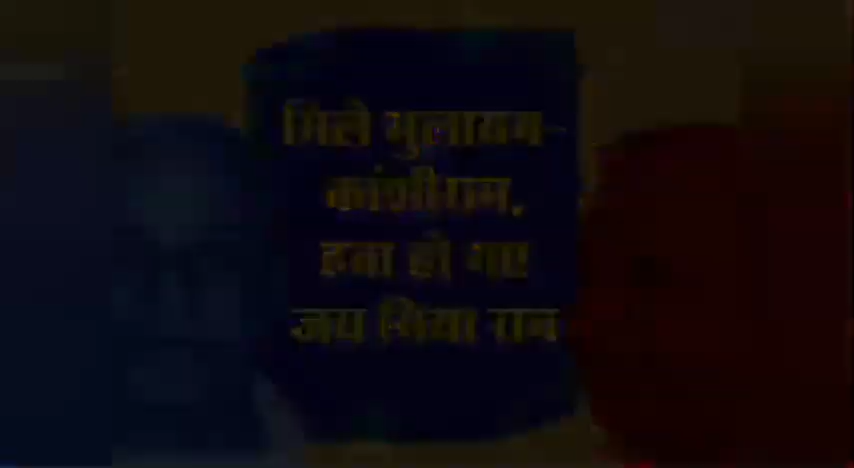 मिले मुलायम-
कांशीराम,
हवा हो गए
जय सिया राम